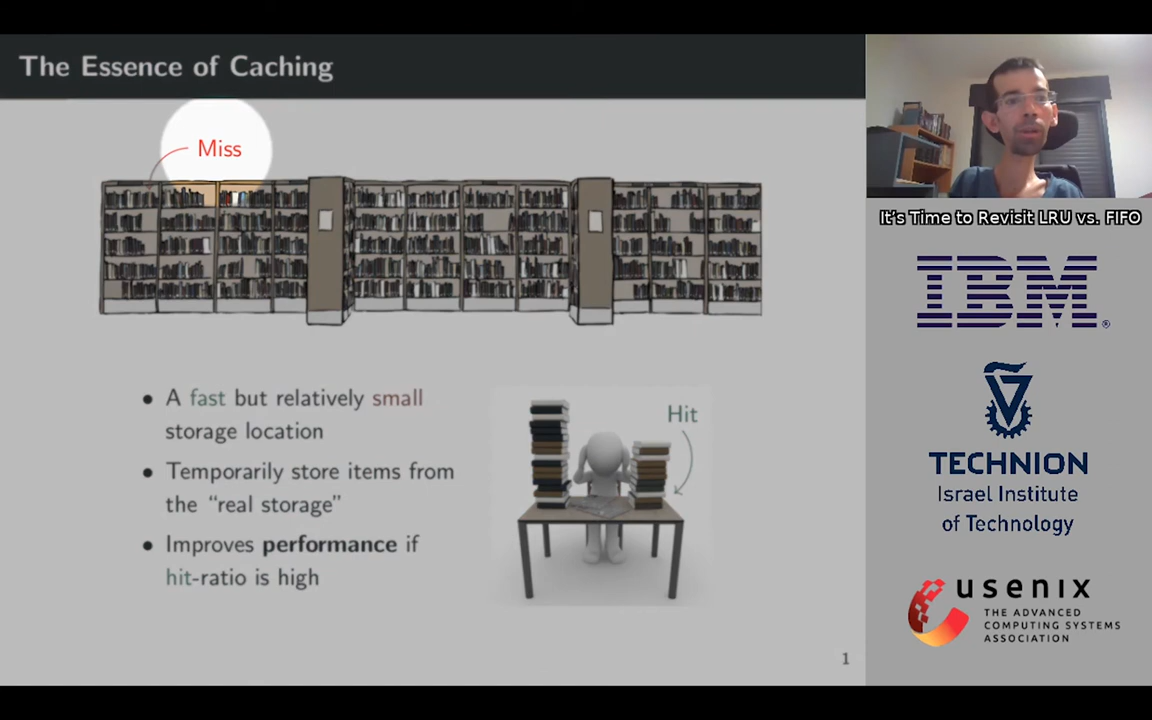 The Essence of Caching
Miss
• A fast but relatively small
storage location
• Temporarily store items from
the “real storage”
• Improves performance if
hit-ratio is high
Hit
1
It's Time to Revisit LRU vs. FIFO
IBM®
TECHNION
Israel Institute
of Technology
usenix
THE ADVANCED
COMPUTING SYSTEMS
ASSOCIATION